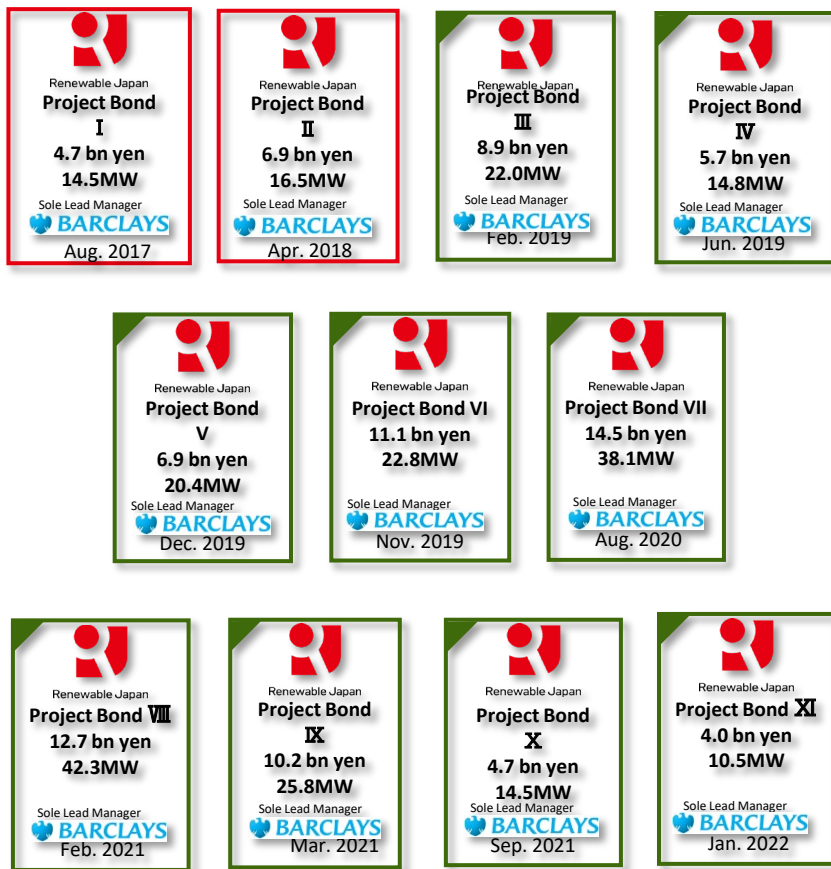 Renewable Japan
Project Bond
Ⅰ
4.7 bn yen
14.5MW
Sole Lead Manager
BARCLAYS
Aug. 2017
Renewable Japan
Project Bond
Ⅱ
6.9 bn yen
16.5MW
Sole Lead Manager
BARCLAYS
Apr. 2018
Renewable Japan
Project Bond
Ⅲ
8.9 bn yen
22.0MW
Sole Lead Manager
BARCLAYS
Feb. 2019
Renewable Japan
Project Bond
Ⅳ
5.7 bn yen
14.8MW
Sole Lead Manager
BARCLAYS
Jun. 2019
Renewable Japan
Project Bond
V
6.9 bn yen
20.4MW
Sole Lead Manager
BARCLAYS
Dec. 2019
Renewable Japan
Project Bond VI
11.1 bn yen
22.8MW
Sole Lead Manager
BARCLAYS
Nov. 2019
Renewable Japan
Project Bond VII
14.5 bn yen
38.1MW
Sole Lead Manager
BARCLAYS
Aug. 2020
Renewable Japan
Project Bond Ⅷ
12.7 bn yen
42.3MW
Sole Lead Manager
BARCLAYS
Feb. 2021
Renewable Japan
Project Bond
Ⅸ
10.2 bn yen
25.8MW
Sole Lead Manager
BARCLAYS
Mar. 2021
Renewable Japan
Project Bond
Ⅹ
4.7 bn yen
14.5MW
Sole Lead Manager
BARCLAYS
Sep. 2021
Renewable Japan
Project Bond Ⅺ
4.0 bn yen
10.5MW
Sole Lead Manager
BARCLAYS
Jan. 2022